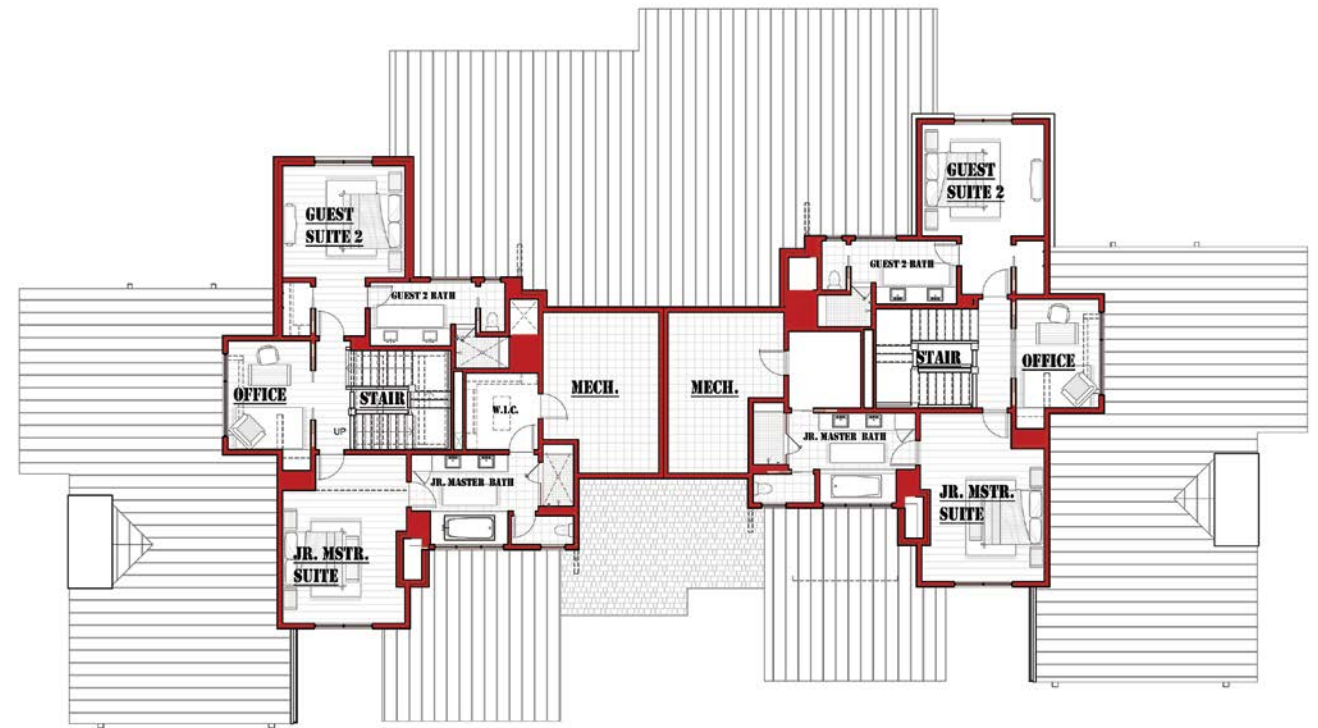 GUEST
SUITE 2
GUEST 2 BATH
OFFICE
STAIR
UP
W.I.C.
MECH.
JR. MASTER BATH
JR. MSTR.
SUITE
GUEST
SUITE 2
GUEST 2 BATH
STAIR
OFFICE
MECH.
JR. MASTER BATH
JR. MSTR.
SUITE